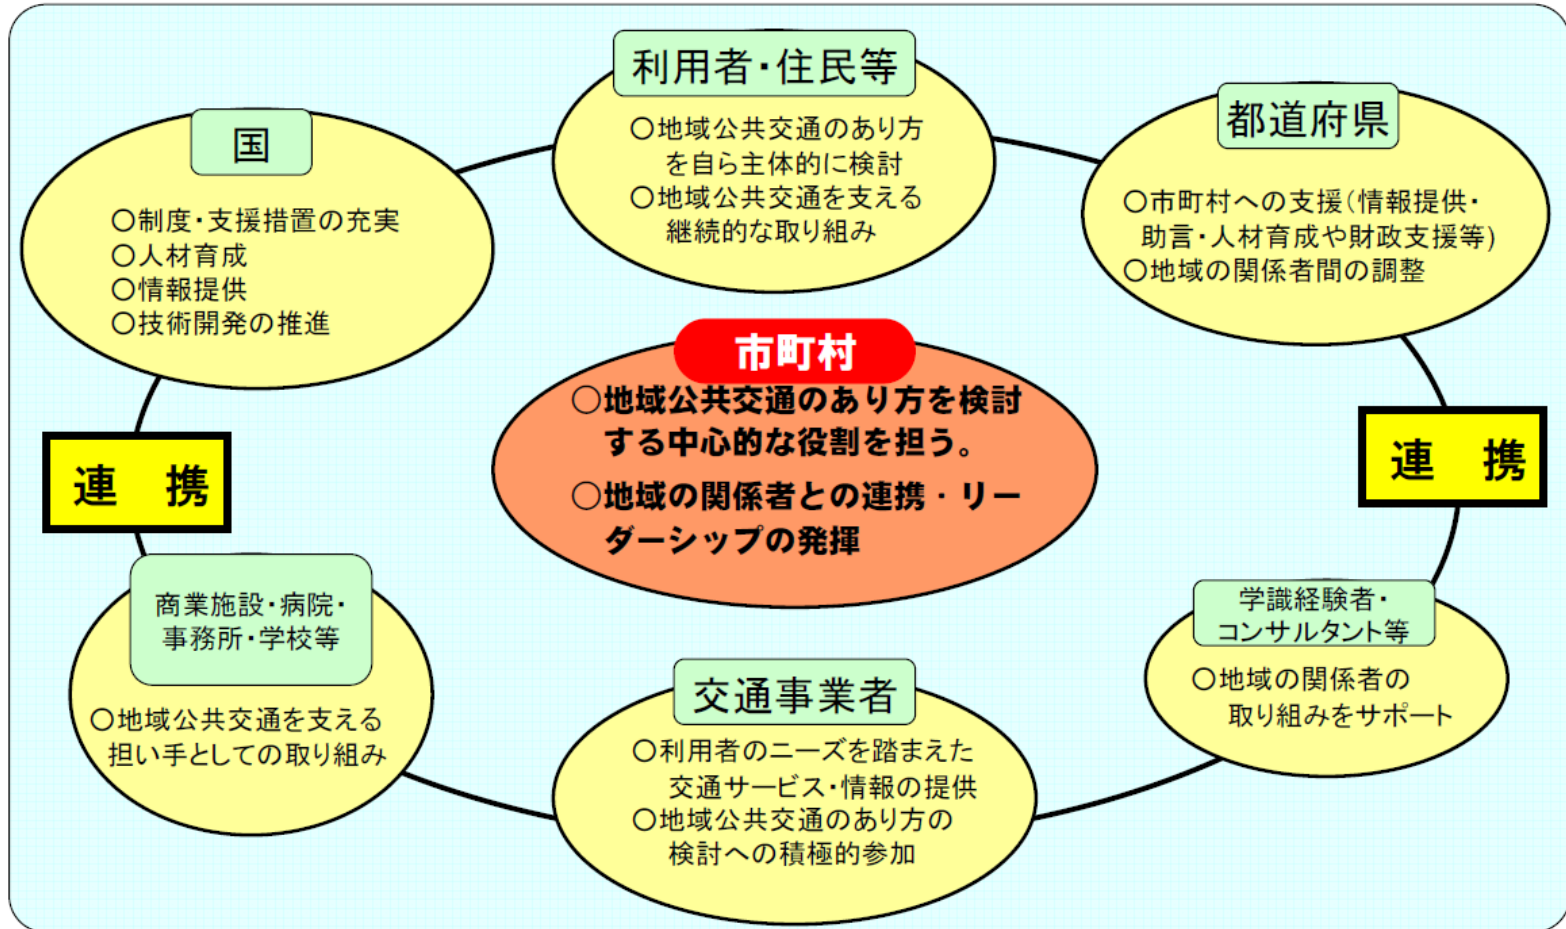 利用者・住民等
○地域公共交通のあり方
を自ら主体的に検討
○地域公共交通を支える
継続的な取り組み
国
○制度・支援措置の充実
○人材育成
○情報提供
○技術開発の推進
都道府県
○市町村への支援(情報提供・
助言・人材育成や財政支援等)
○地域の関係者間の調整
市町村
○地域公共交通のあり方を検討
する中心的な役割を担う。
○地域の関係者との連携・リー
ダーシップの発揮
連 携
連 携
商業施設・病院・
事務所・学校等
○地域公共交通を支える
担い手としての取り組み
交通事業者
○利用者のニーズを踏まえた
交通サービス・情報の提供
○地域公共交通のあり方の
検討への積極的参加
学識経験者・
コンサルタント等
○地域の関係者の
取り組みをサポート